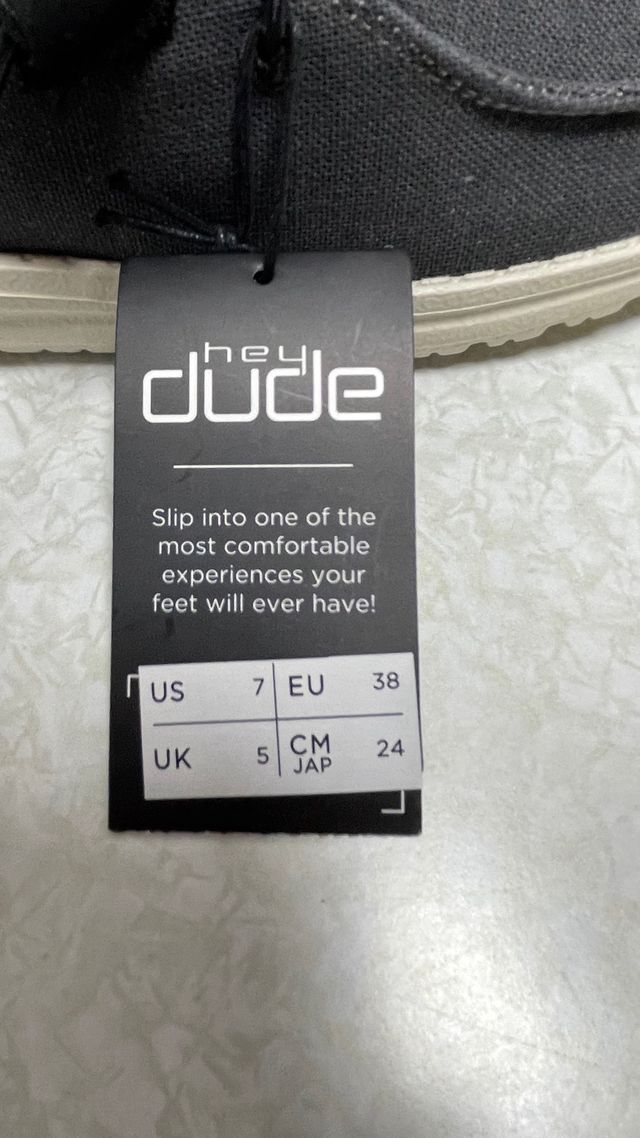 hey
dude
Slip into one of the
most comfortable
experiences your
feet will ever have!
US 7 EU 38
UK 5 CM JAP 24